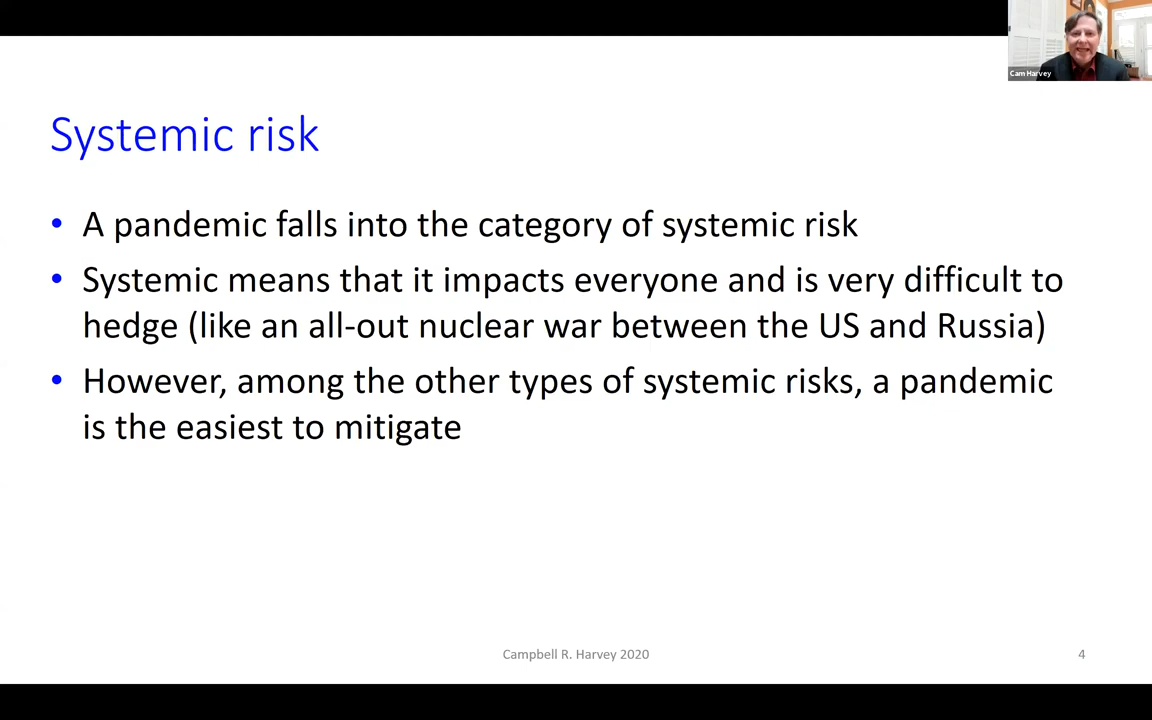 Cam Harvey
Systemic risk
• A pandemic falls into the category of systemic risk
• Systemic means that it impacts everyone and is very difficult to
hedge (like an all-out nuclear war between the US and Russia)
• However, among the other types of systemic risks, a pandemic
is the easiest to mitigate
Campbell R. Harvey 2020
4